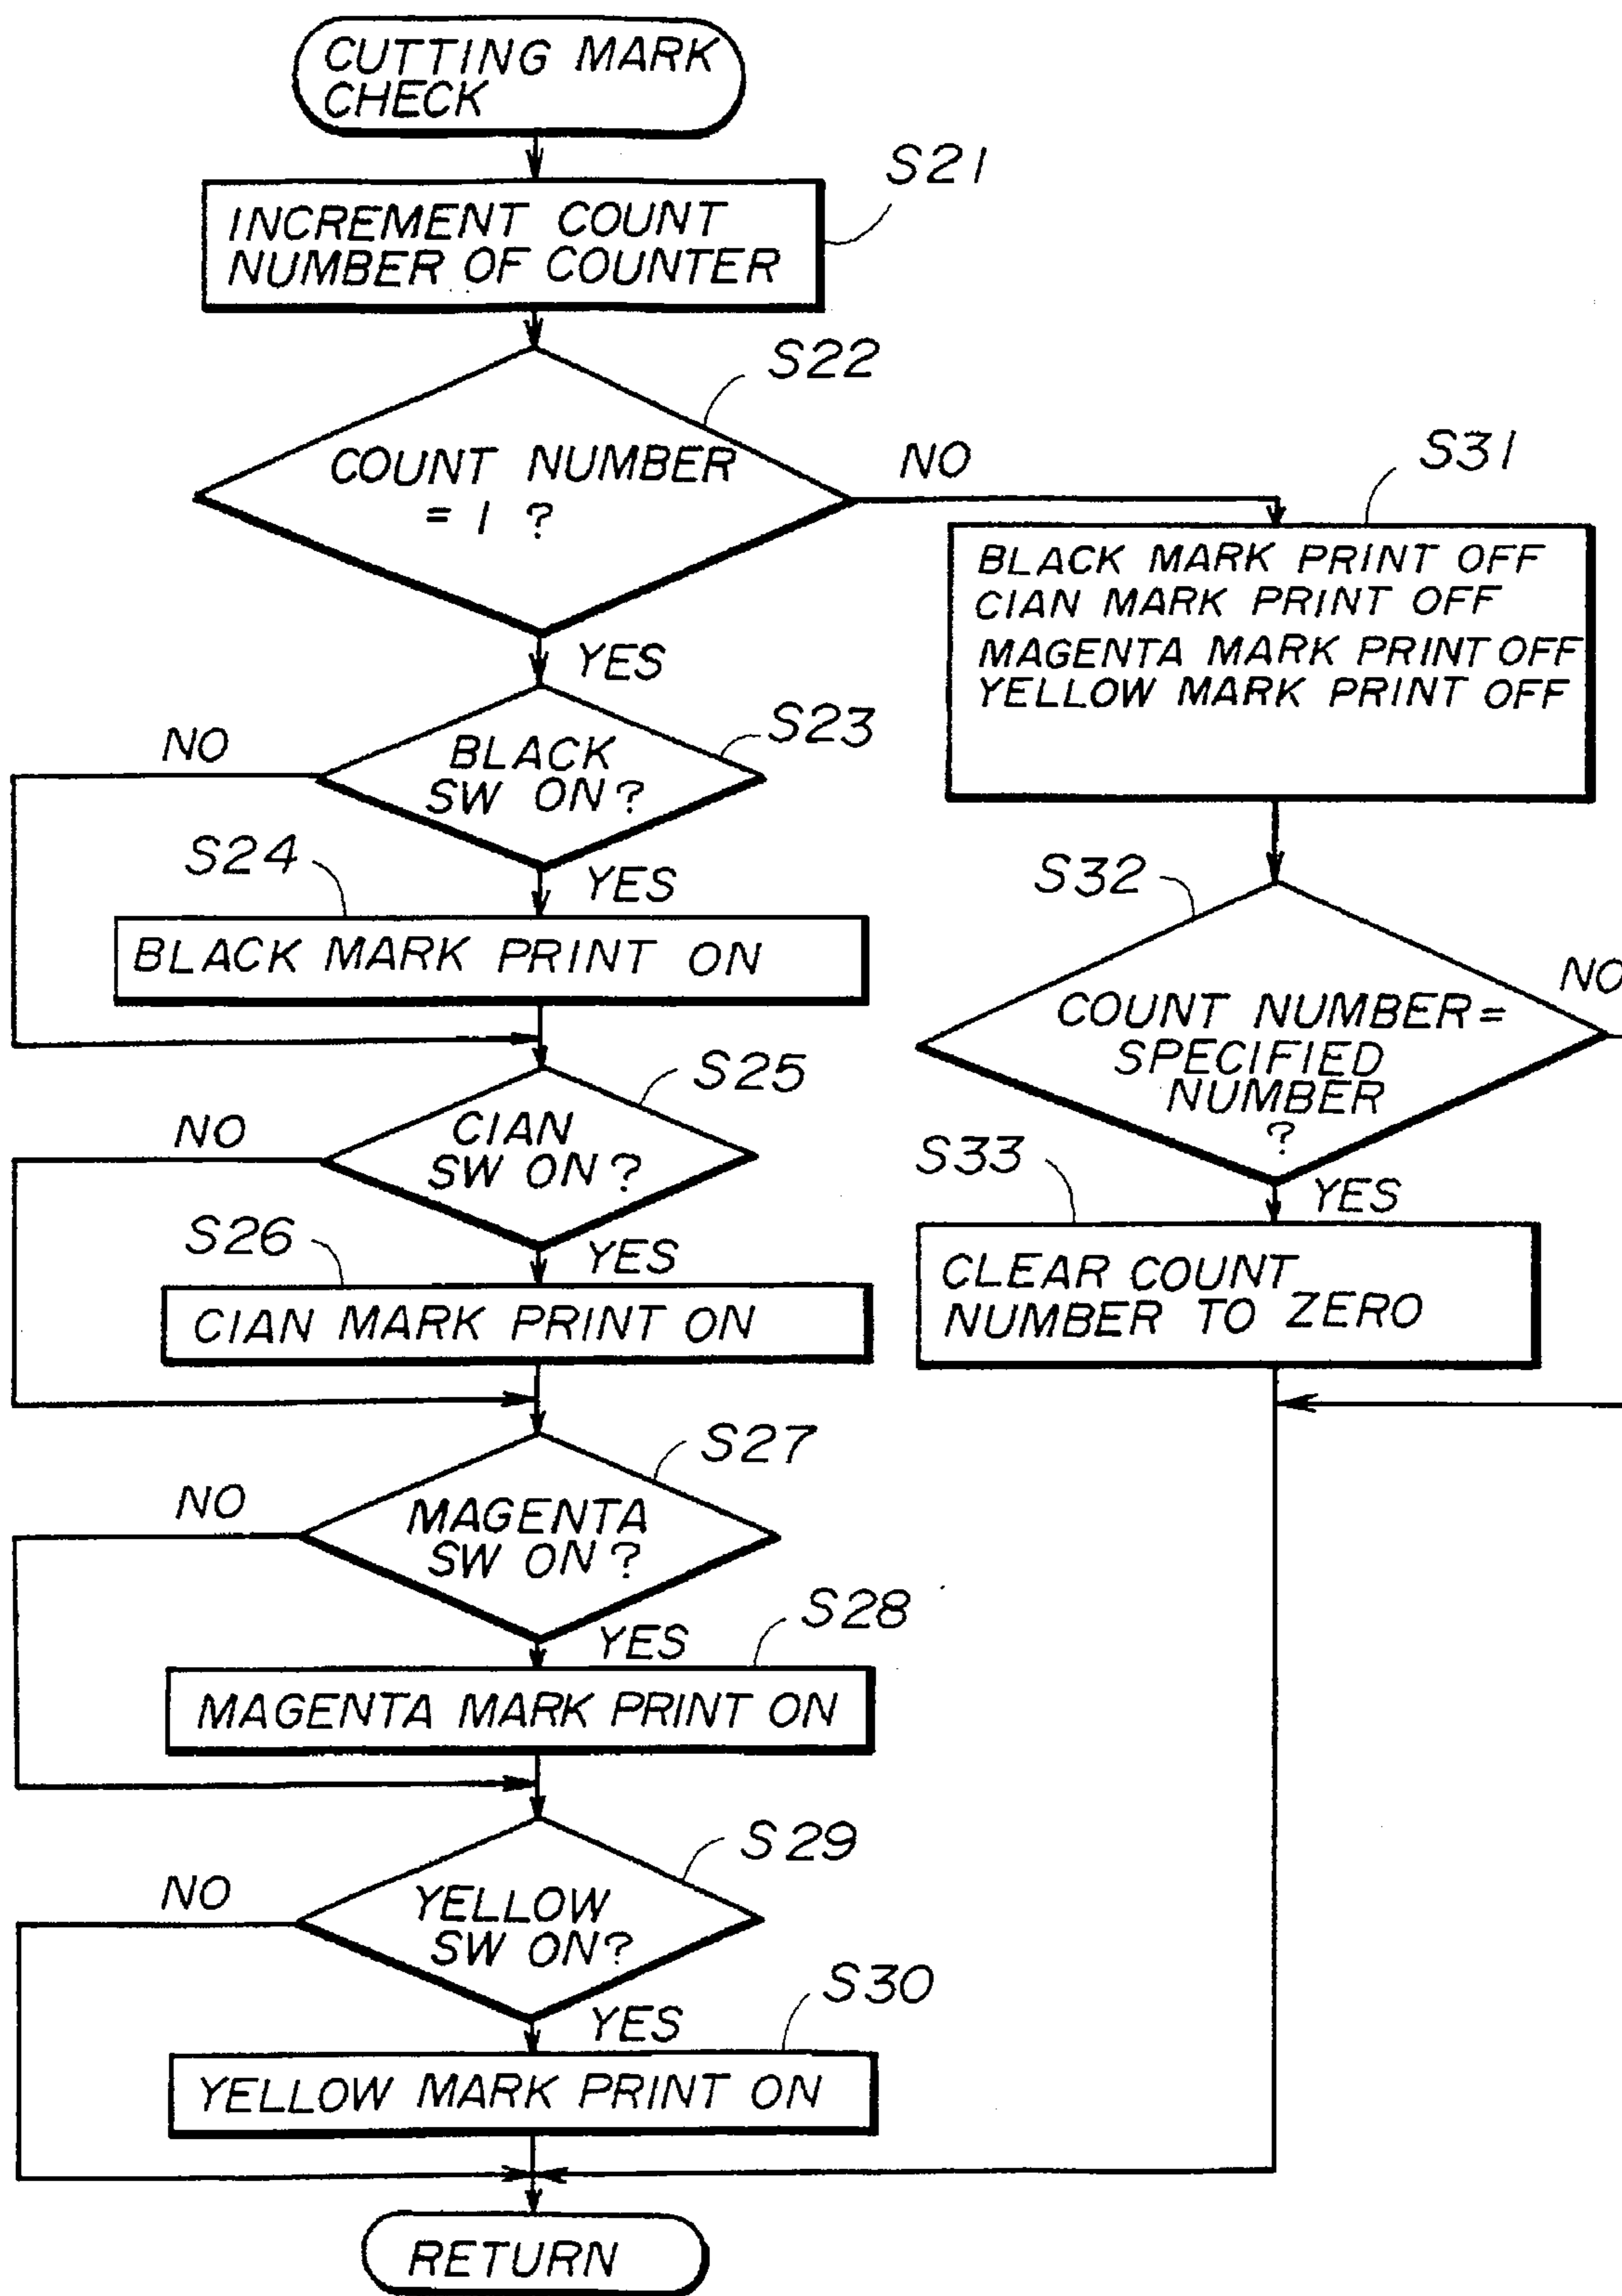 CUTTING MARK
CHECK
S21
INCREMENT COUNT
NUMBER OF COUNTER
S22
COUNT NUMBER
= 1 ?
NO
YES
S31
BLACK MARK PRINT OFF
CIAN MARK PRINT OFF
MAGENTA MARK PRINT OFF
YELLOW MARK PRINT OFF
S23
NO
BLACK
SW ON?
YES
S24
BLACK MARK PRINT ON
S32
NO
COUNT NUMBER =
SPECIFIED
NUMBER
?
YES
S25
NO
CIAN
SW ON?
YES
S33
CLEAR COUNT
NUMBER TO ZERO
S26
CIAN MARK PRINT ON
S27
NO
MAGENTA
SW ON?
YES
S28
MAGENTA MARK PRINT ON
S29
NO
YELLOW
SW ON?
YES
S30
YELLOW MARK PRINT ON
RETURN